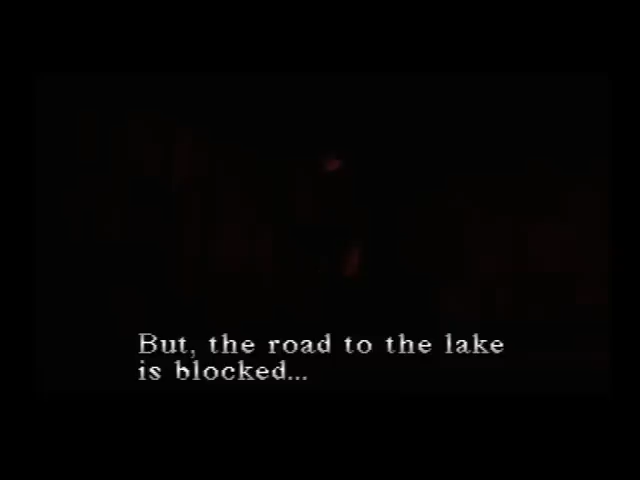 But, the road to the lake
is blocked...